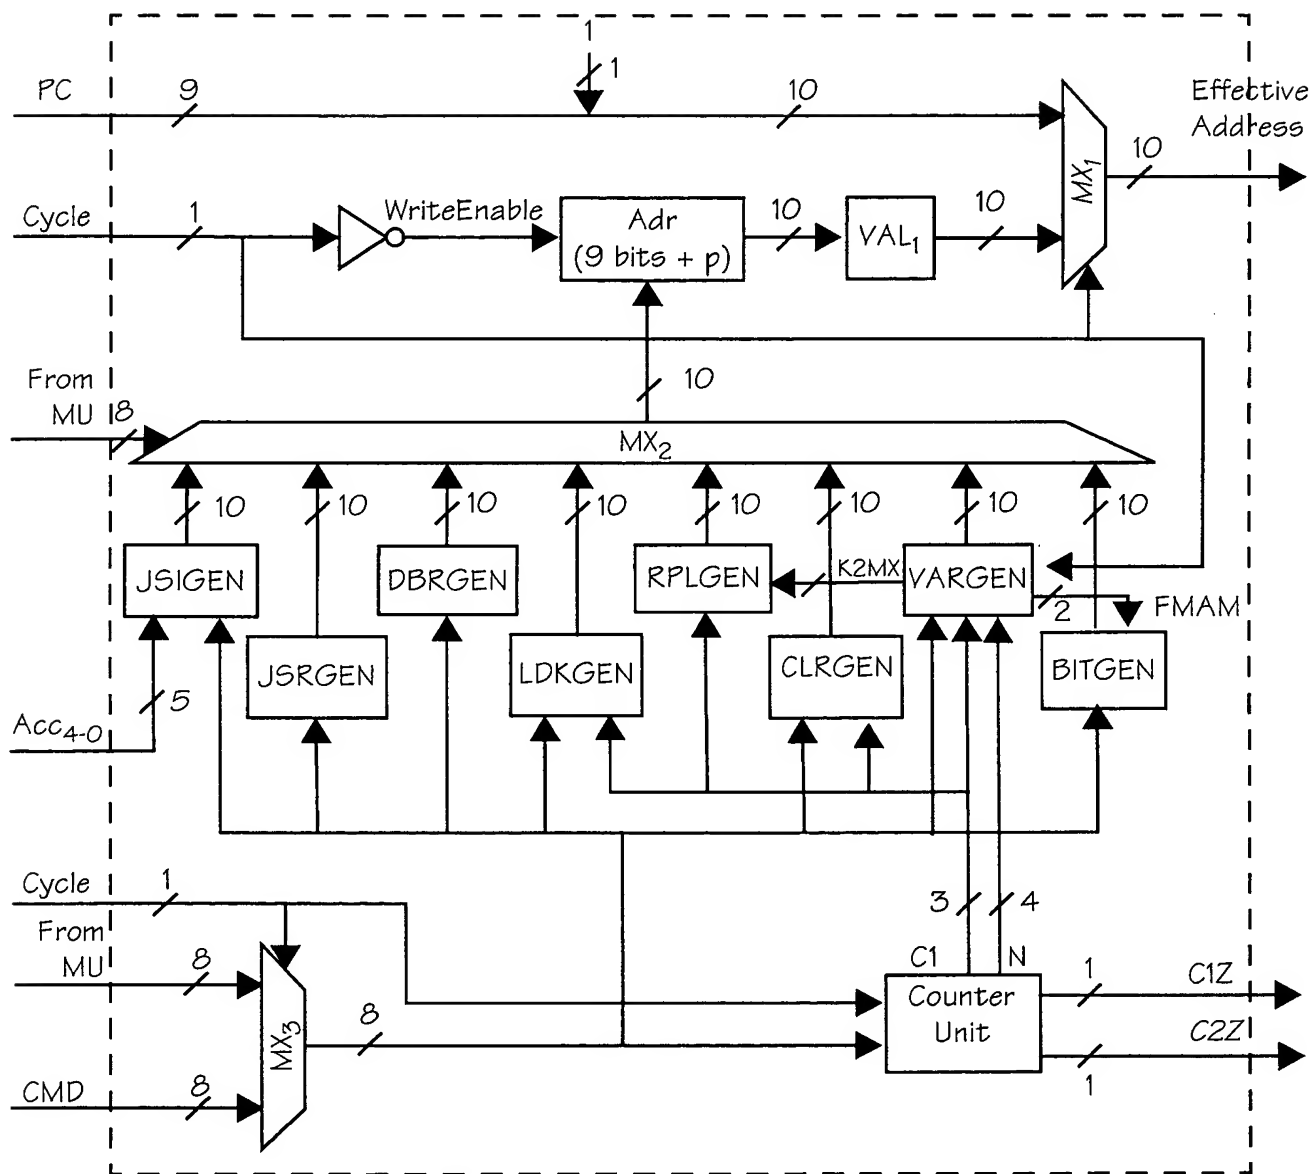 1
1
PC
9
10
Effective
Address
10
MX1
Cycle
1
WriteEnable
Adr
(9 bits + p)
10
VAL1
10
From
MU
8
10
MX2
10
10
10
10
10
10
10
10
JSIGEN
DBRGEN
RPLGEN
K2MX
VARGEN
2
FMAM
JSRGEN
LDKGEN
CLRGEN
BITGEN
5
Acc4-0
Cycle
1
3
4
From
MU
8
C1
N
1
C1Z
Counter
Unit
MX3
8
C2Z
1
CMD
8